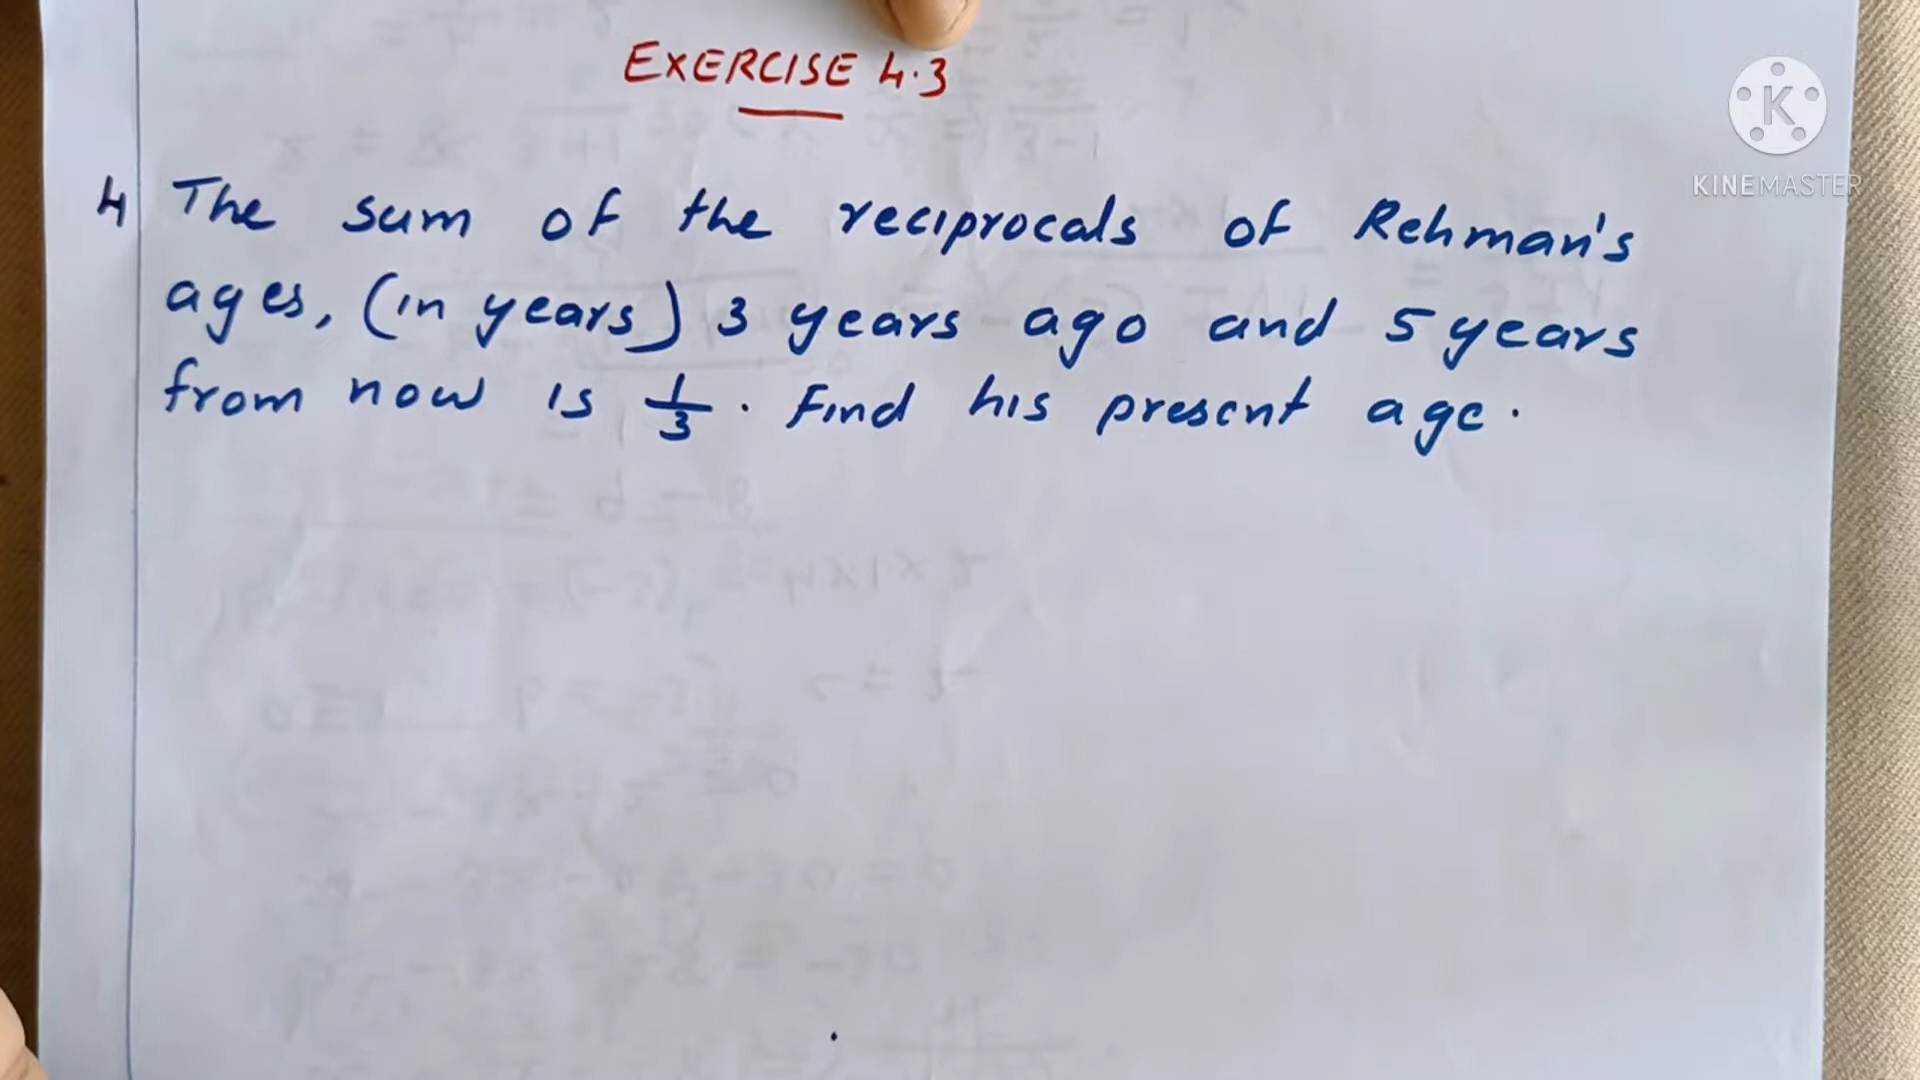 EXERCISE 4.3
K
KINEMASTER
4 The sum of the reciprocals of Rehman's
ages, (in years) 3 years ago and 5 years
from now is 1/3. Find his present age.